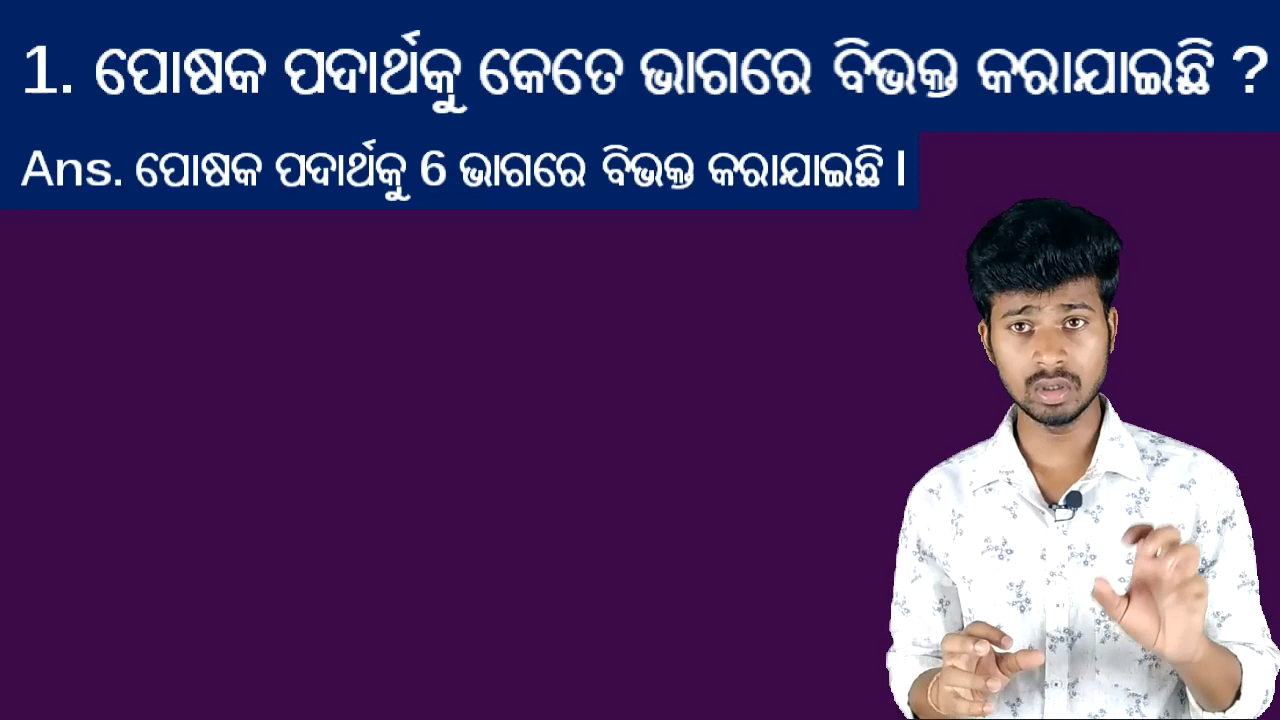 1. ପୋଷକ ପଦାର୍ଥକୁ କେତେ ଭାଗରେ ବିଭକ୍ତ କରାଯାଇଛି ?
Ans. ପୋଷକ ପଦାର୍ଥକୁ 6 ଭାଗରେ ବିଭକ୍ତ କରାଯାଇଛି ।